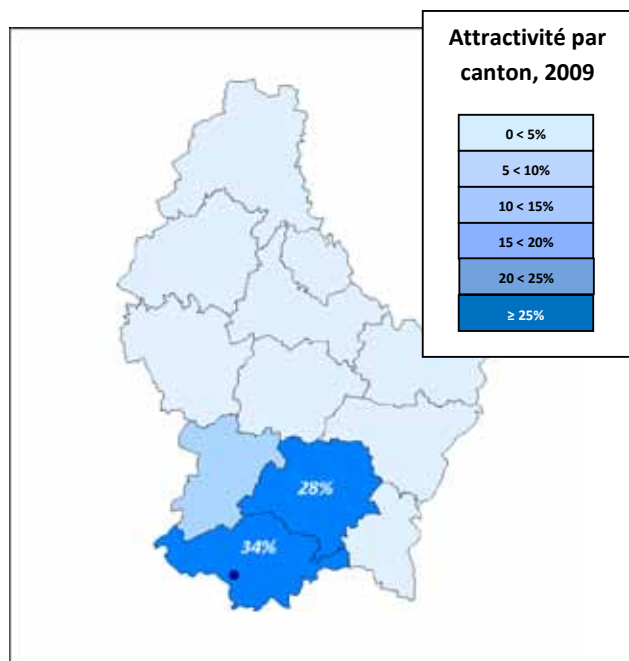 Attractivité par
canton, 2009
0 < 5%
5 < 10%
10 < 15%
15 < 20%
20 < 25%
≥ 25%
28%
34%